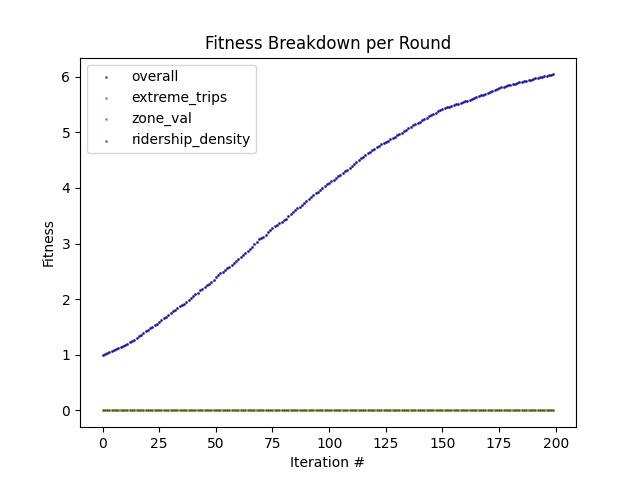 Fitness Breakdown per Round
overall
extreme_trips
zone_val
ridership_density
Fitness
6
5
4
3
2
1
0
0 25 50 75 100 125 150 175 200
Iteration #